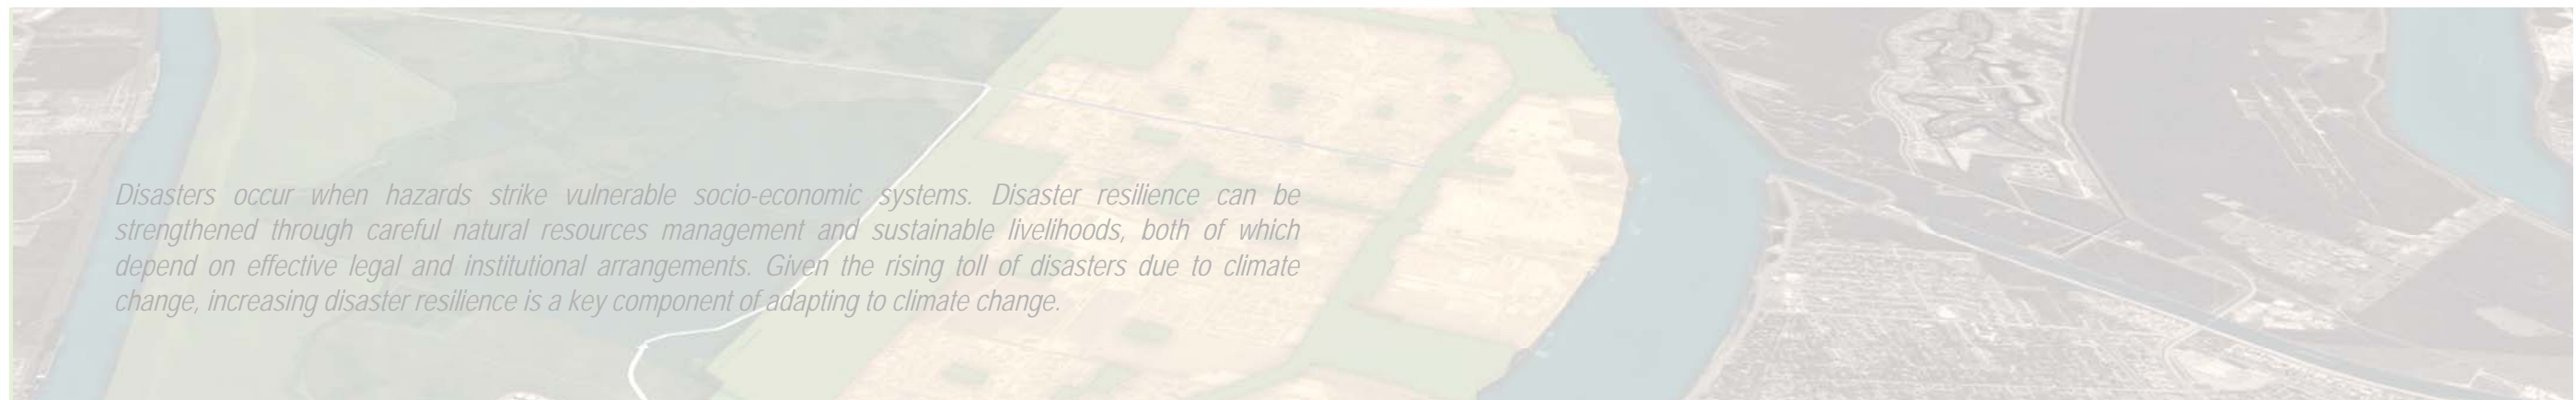 Disasters occur when hazards strike vulnerable socio-economic systems. Disaster resilience can be
strengthened through careful natural resources management and sustainable livelihoods, both of which
depend on effective legal and institutional arrangements. Given the rising toll of disasters due to climate
change, increasing disaster resilience is a key component of adapting to climate change.